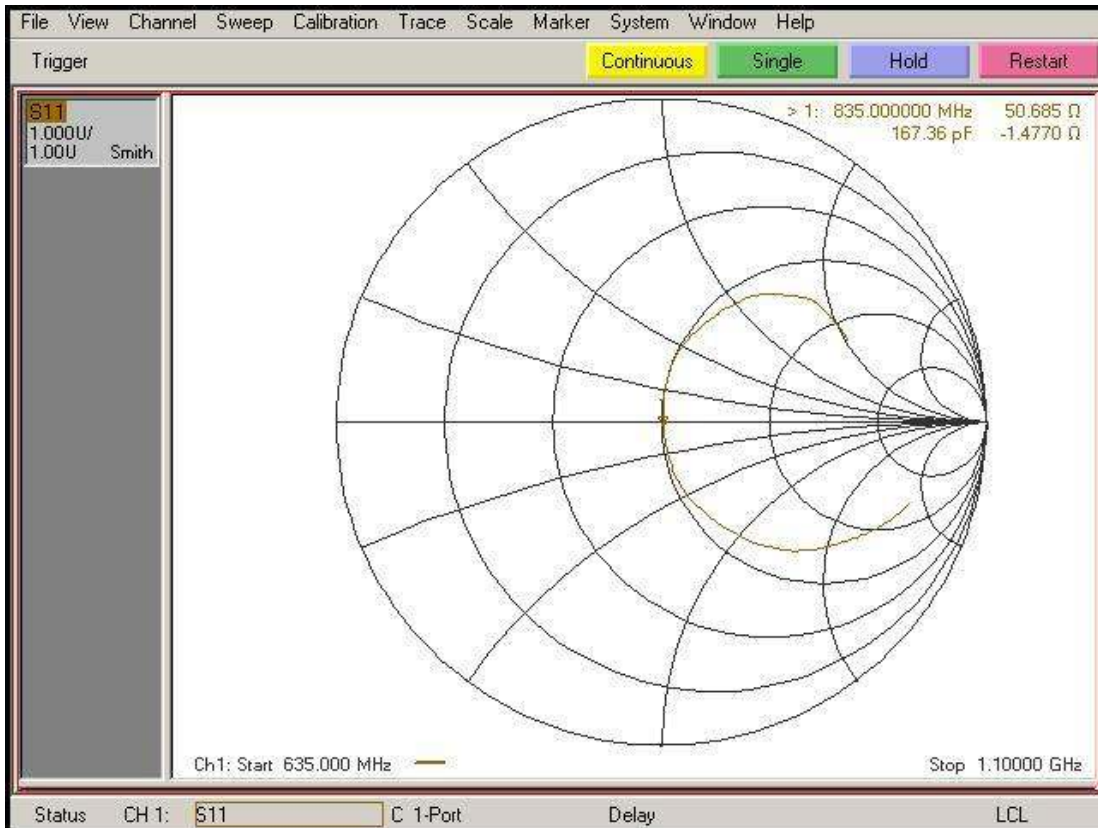 File View Channel Sweep Calibration Trace Scale Marker System Window Help
Trigger Continuous Single Hold Restart
S11
1.000U/
1.00U Smith
> 1: 835.000000 MHz 50.685 Ω
167.36 pF -1.4770 Ω
Ch1: Start 635.000 MHz Stop 1.10000 GHz
Status CH 1: S11 C 1-Port Delay LCL